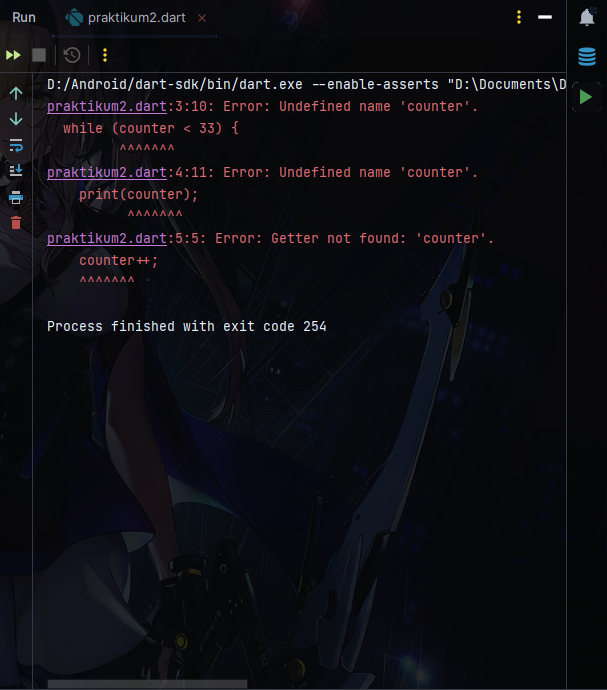 Run praktikum2.dart
D:/Android/dart-sdk/bin/dart.exe --enable-asserts "D:\Documents\D
praktikum2.dart:3:10: Error: Undefined name 'counter'.
  while (counter < 33) {
         ^^^^^^^
praktikum2.dart:4:11: Error: Undefined name 'counter'.
    print(counter);
          ^^^^^^^
praktikum2.dart:5:5: Error: Getter not found: 'counter'.
    counter++;
    ^^^^^^^
Process finished with exit code 254